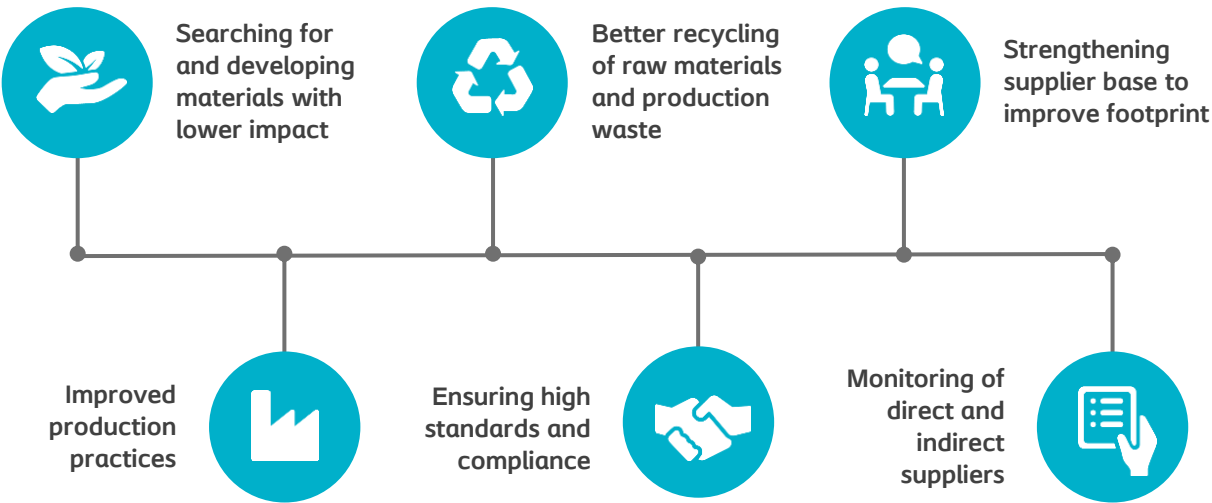 Searching for
and developing
materials with
lower impact
Better recycling
of raw materials
and production
waste
Strengthening
supplier base to
improve footprint
Improved
production
practices
Ensuring high
standards and
compliance
Monitoring of
direct and
indirect
suppliers